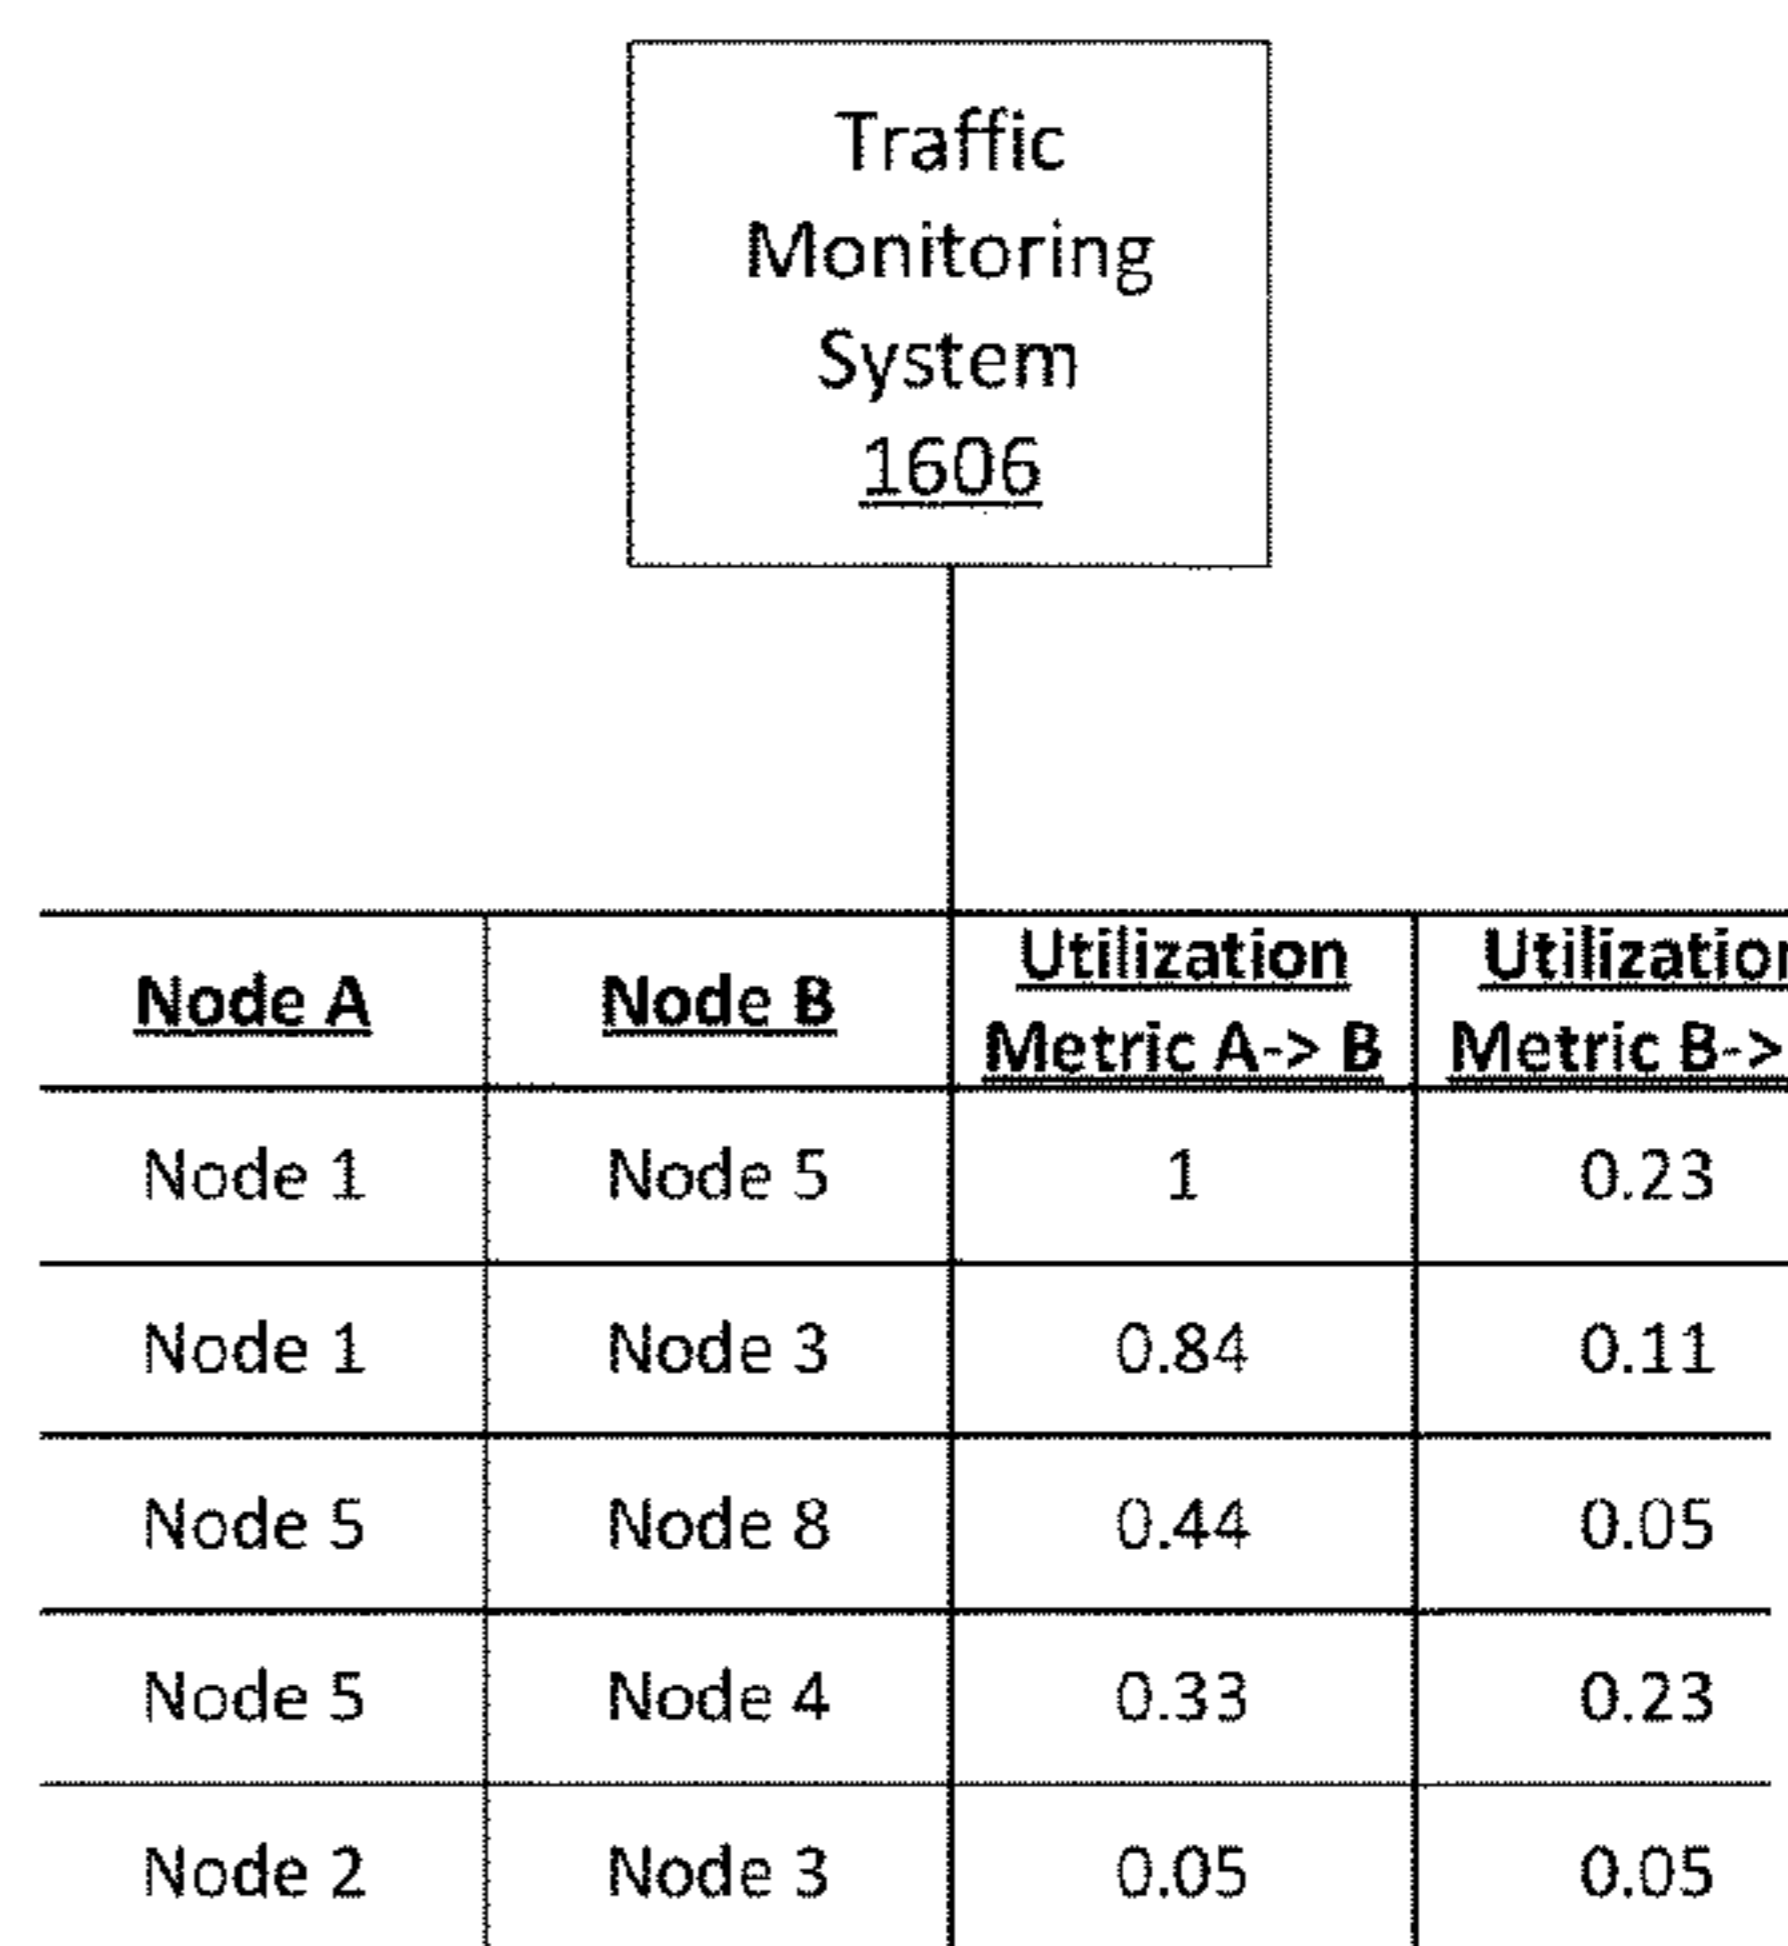 Traffic
Monitoring
System
1606
Node A Node B Utilization Metric A-> B Utilization Metric B->
Node 1 Node 5 1 0.23
Node 1 Node 3 0.84 0.11
Node 5 Node 8 0.44 0.05
Node 5 Node 4 0.33 0.23
Node 2 Node 3 0.05 0.05